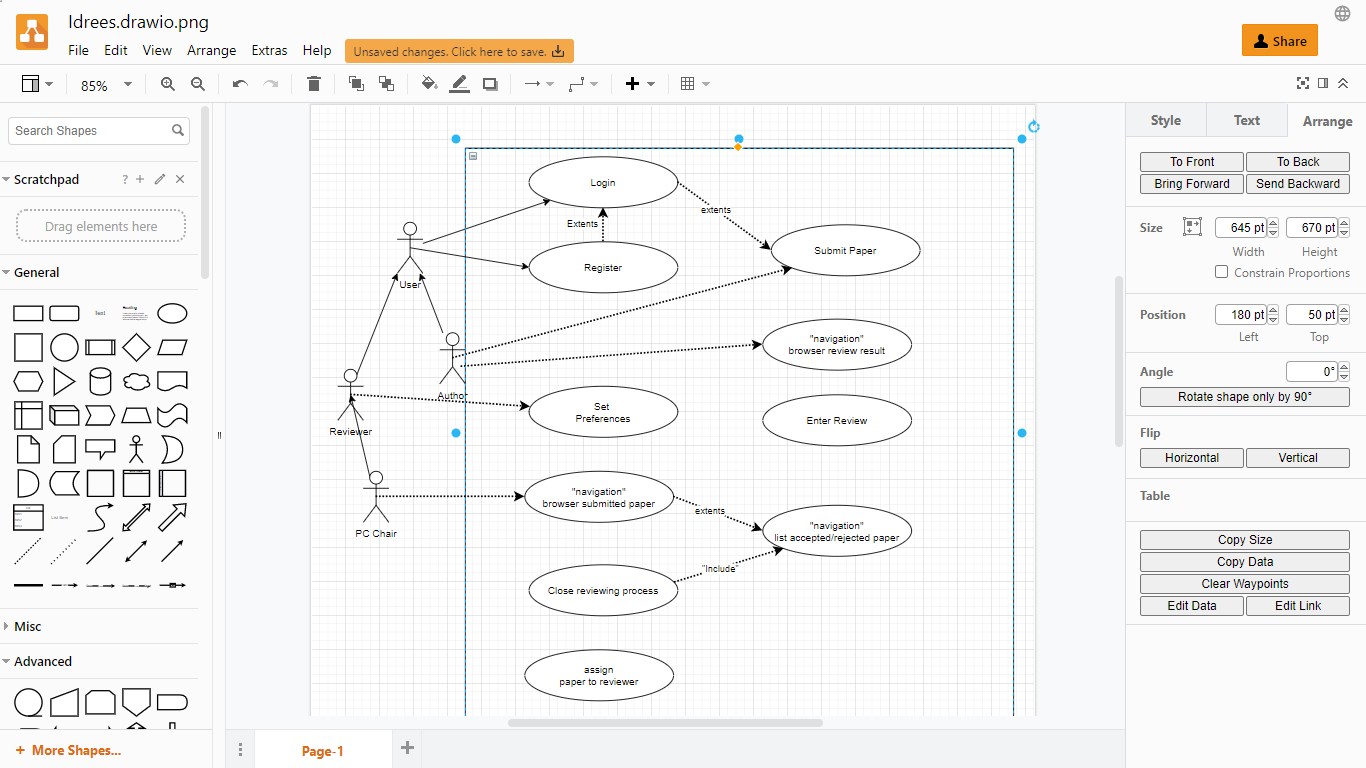 Idrees.drawio.png
File Edit View Arrange Extras Help
Unsaved changes. Click here to save.
Share
85%
Search Shapes
Scratchpad
?
Drag elements here
General
Text
Heading
List Item
Misc
Advanced
+ More Shapes...
Login
Extents
extents
Register
Submit Paper
User
"navigation"
browser review result
Author
Reviewer
Set
Preferences
Enter Review
"navigation"
browser submitted paper
extents
PC Chair
"navigation"
list accepted/rejected paper
"Include"
Close reviewing process
assign
paper to reviewer
Page-1
Style Text Arrange
To Front To Back
Bring Forward Send Backward
Size 645 pt 670 pt
Width Height
Constrain Proportions
Position 180 pt 50 pt
Left Top
Angle 0°
Rotate shape only by 90°
Flip
Horizontal Vertical
Table
Copy Size
Copy Data
Clear Waypoints
Edit Data Edit Link